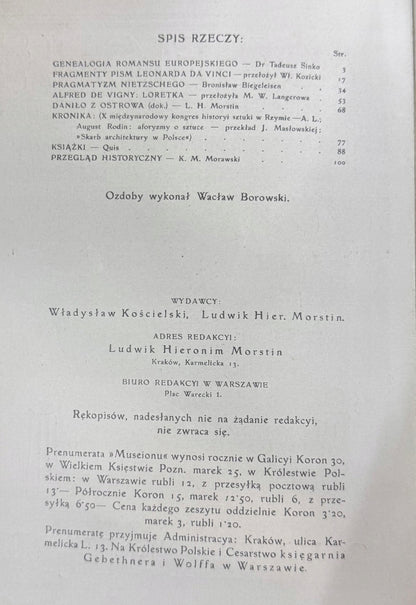 SPIS RZECZY:
Str.
GENEALOGIA ROMANSU EUROPEJSKIEGO — Dr Tadeusz Sinko . . 3
FRAGMENTY PISM LEONARDA DA VINCI — przełożył Wł. Kozicki . 17
PRAGMATYZM NIETZSCHEGO — Bronisław Biegeleisen . . . 34
ALFRED DE VIGNY: LORETKA — przełożyła M. W. Langerowa . . 53
DANIŁO Z OSTROWA (dok.) — L. H. Morstin . . . . . 68
KRONIKA: (X międzynarodowy kongres historyi sztuki w Rzymie — A. L.;
August Rodin: aforyzmy o sztuce — przekład J. Masłowskiej;
»Skarb architektury w Polsce«) . . . . . . . 77
KSIĄŻKI — Quis . . . . . . . . . . 88
PRZEGLĄD HISTORYCZNY — K. M. Morawski . . . . . 100
Ozdoby wykonał Wacław Borowski.
WYDAWCY:
Władysław Kościelski, Ludwik Hier. Morstin.
ADRES REDAKCYI:
Ludwik Hieronim Morstin
Kraków, Karmelicka 13.
BIURO REDAKCYI W WARSZAWIE
Plac Warecki 1.
Rękopisów, nadesłanych nie na żądanie redakcyi,
nie zwraca się.
Prenumerata »Museionu« wynosi rocznie w Galicyi Koron 30,
w Wielkiem Księstwie Pozn. marek 25, w Królestwie Pol-
skiem: w Warszawie rubli 12, z przesyłką pocztową rubli
13·— Półrocznie Koron 15, marek 12·50, rubli 6, z prze-
syłką 6·50— Cena każdego zeszytu oddzielnie Koron 3·20,
marek 3, rubli 1·20.
Prenumeratę przyjmuje Administracya: Kraków, ulica Kar-
melicka L. 13. Na Królestwo Polskie i Cesarstwo księgarnia
Gebethnera i Wolffa w Warszawie.